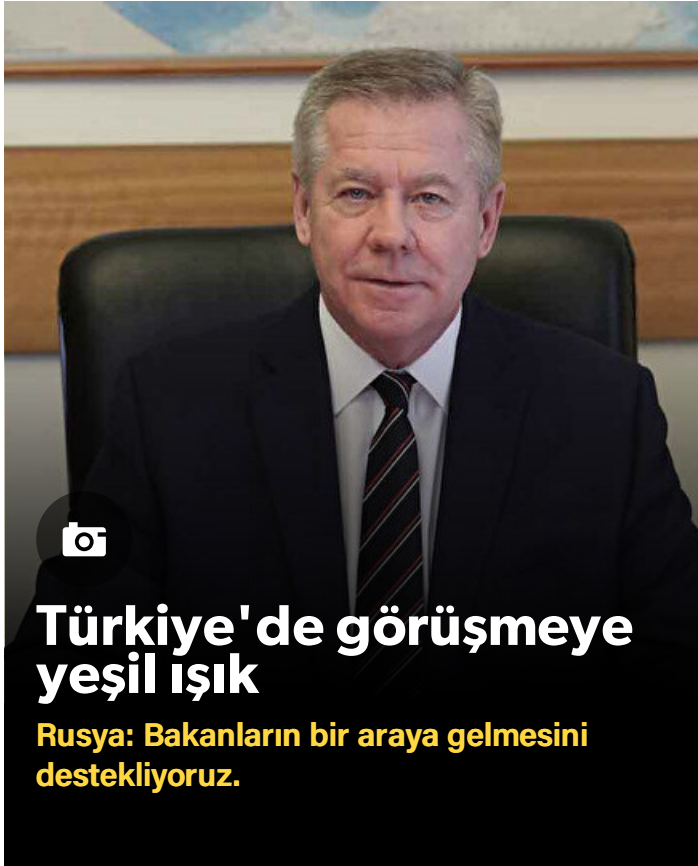 Türkiye'de görüşmeye
yeşil ışık
Rusya: Bakanların bir araya gelmesini
destekliyoruz.